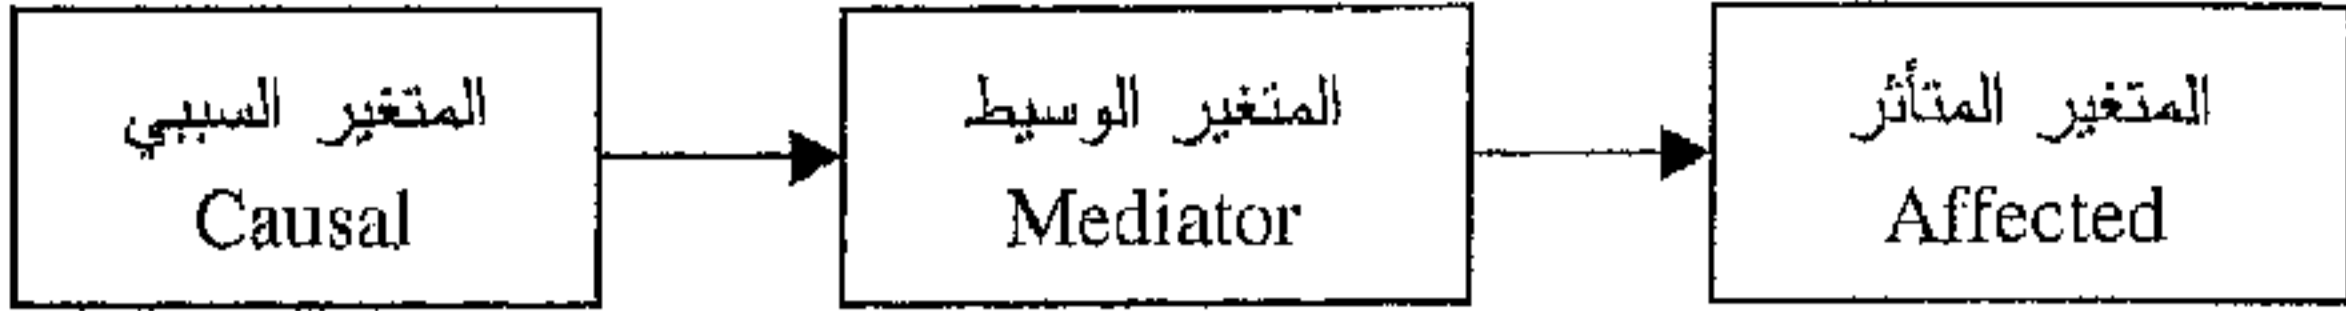 المتغير السببي
Causal
المتغير الوسيط
Mediator
المتغير المتأثر
Affected